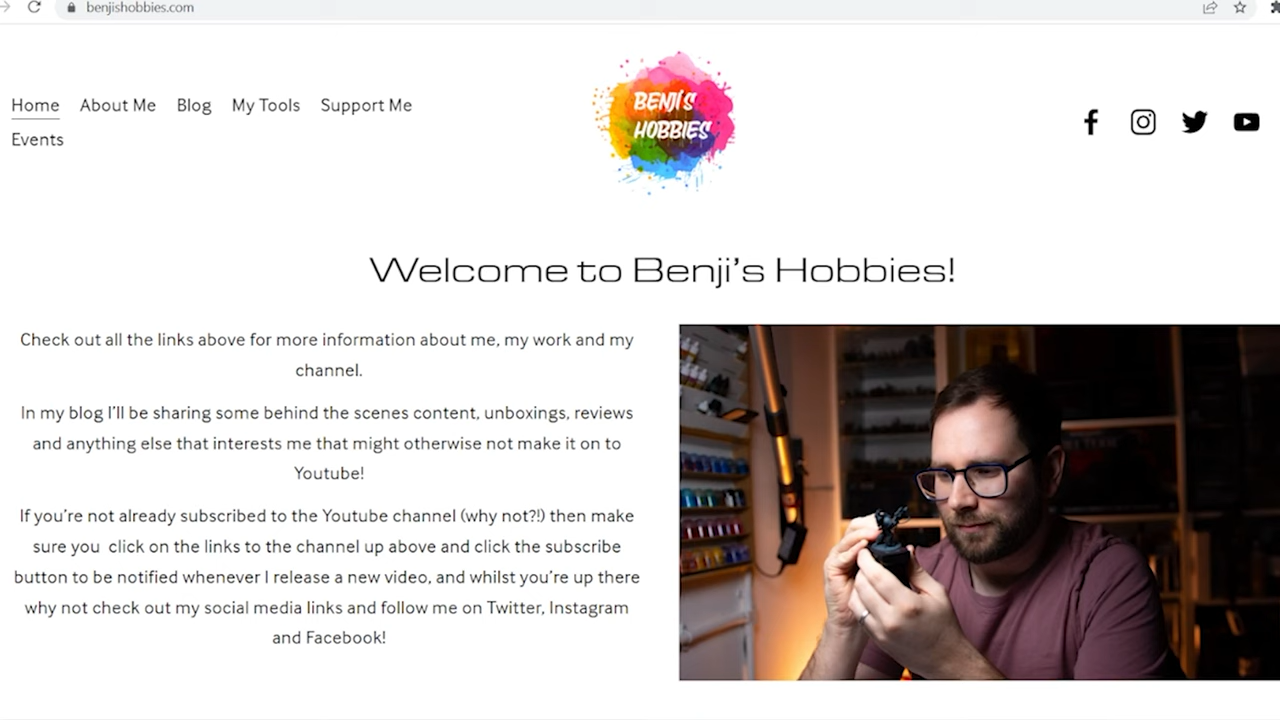 benjishobbies.com
Home About Me Blog My Tools Support Me
Events
BENJI'S
HOBBIES
Welcome to Benji’s Hobbies!
Check out all the links above for more information about me, my work and my
channel.
In my blog I’ll be sharing some behind the scenes content, unboxings, reviews
and anything else that interests me that might otherwise not make it on to
Youtube!
If you’re not already subscribed to the Youtube channel (why not?!) then make
sure you  click on the links to the channel up above and click the subscribe
button to be notified whenever I release a new video, and whilst you’re up there
why not check out my social media links and follow me on Twitter, Instagram
and Facebook!